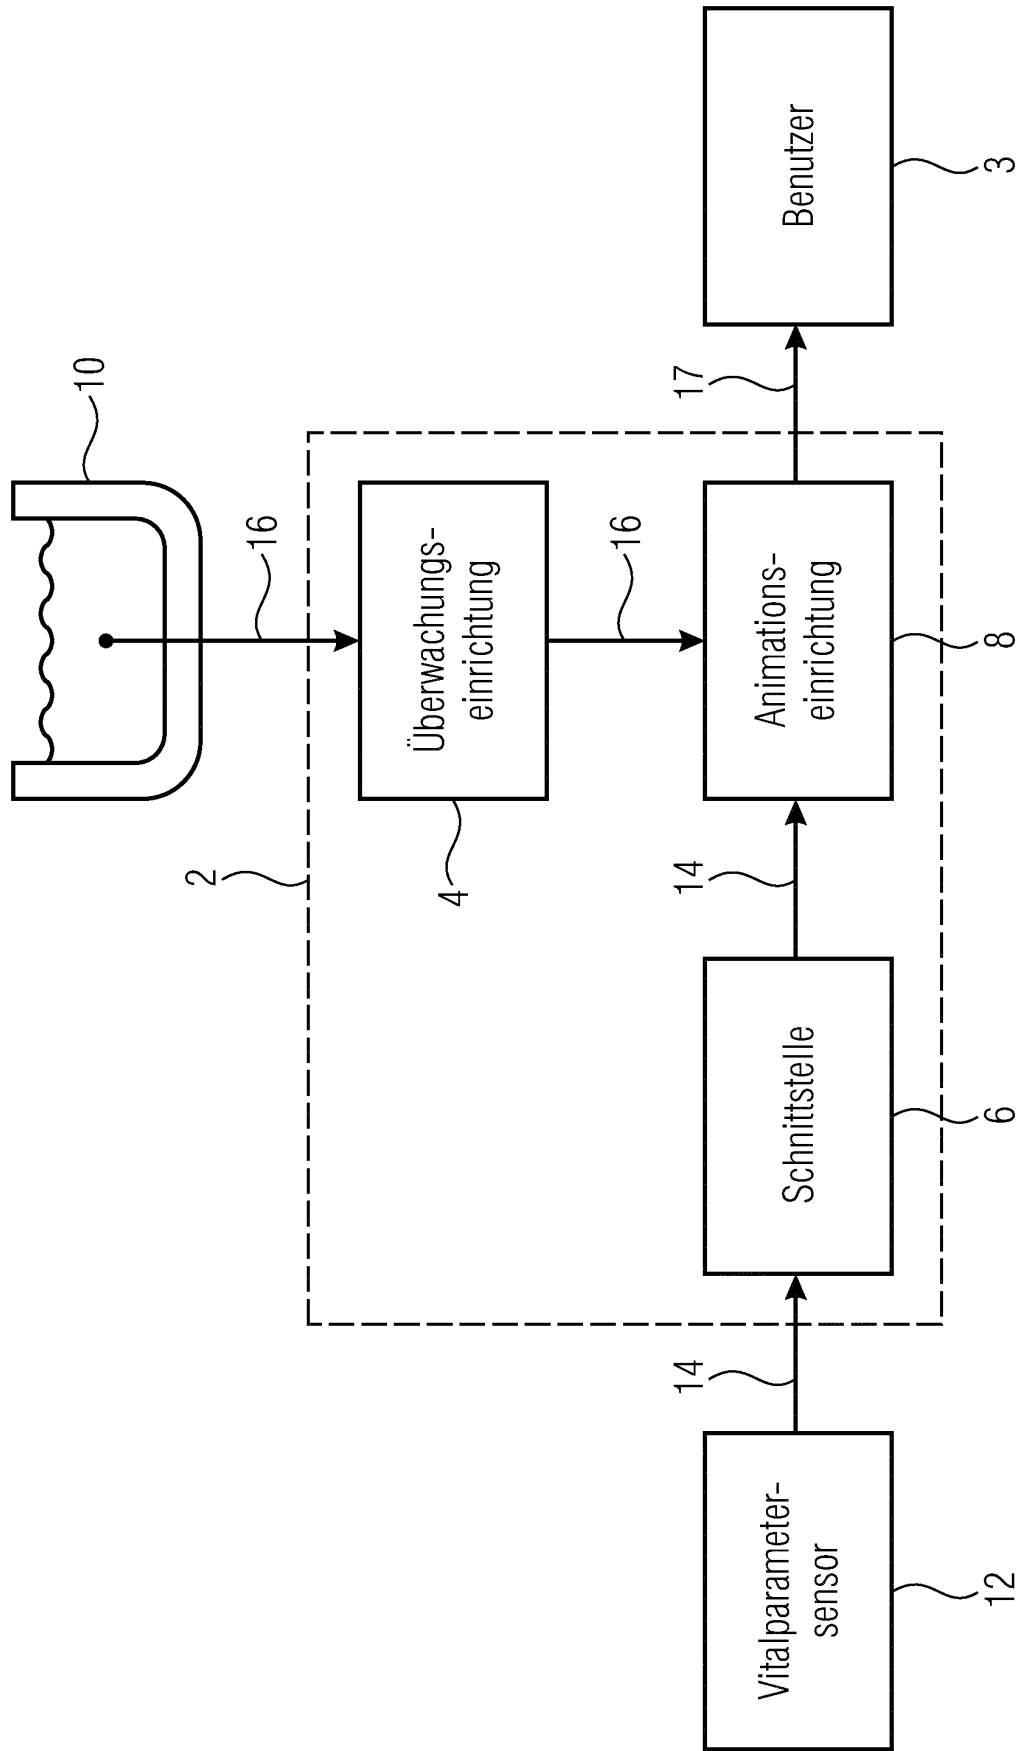 10
16
2
Überwachungs-
einrichtung
4
16
14
Vitalparameter-
sensor
12
Schnittstelle
6
14
Animations-
einrichtung
8
17
Benutzer
3